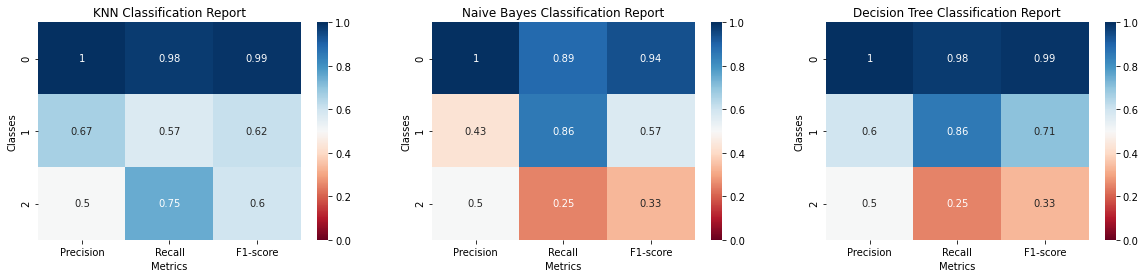 KNN Classification Report
Classes
0 1 0.98 0.99
1 0.67 0.57 0.62
2 0.5 0.75 0.6
Precision Recall F1-score
Metrics
1.0
0.8
0.6
0.4
0.2
0.0
Naive Bayes Classification Report
Classes
0 1 0.89 0.94
1 0.43 0.86 0.57
2 0.5 0.25 0.33
Precision Recall F1-score
Metrics
1.0
0.8
0.6
0.4
0.2
0.0
Decision Tree Classification Report
Classes
0 1 0.98 0.99
1 0.6 0.86 0.71
2 0.5 0.25 0.33
Precision Recall F1-score
Metrics
1.0
0.8
0.6
0.4
0.2
0.0